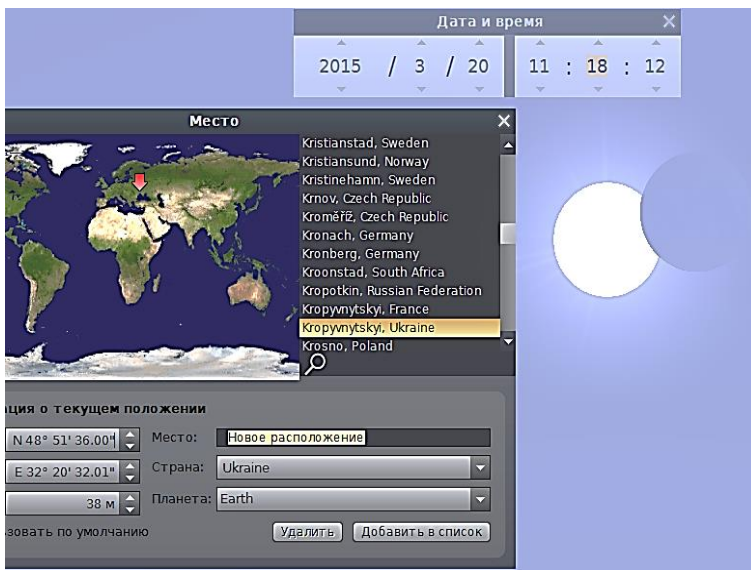 Дата и время
2015 / 3 / 20 11 : 18 : 12
Место
Kristianstad, Sweden
Kristiansund, Norway
Kristinehamn, Sweden
Krnov, Czech Republic
Kroměříž, Czech Republic
Kronach, Germany
Kronberg, Germany
Kroonstad, South Africa
Kropotkin, Russian Federation
Kropyvnytskyi, France
Kropyvnytskyi, Ukraine
Krosno, Poland
ация о текущем положении
N 48° 51' 36.00" Место: Новое расположение
E 32° 20' 32.01" Страна: Ukraine
38 м Планета: Earth
зовать по умолчанию Удалить Добавить в список